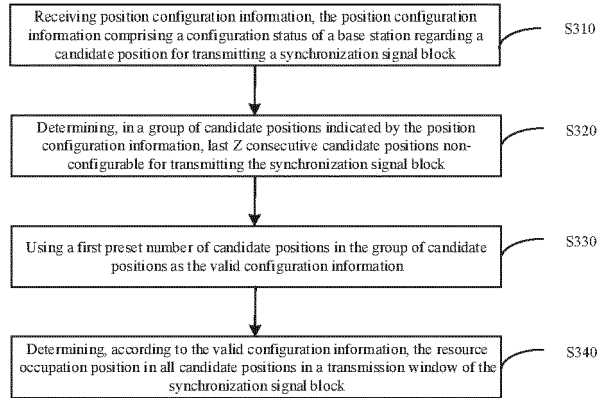 Receiving position configuration information, the position configuration
information comprising a configuration status of a base station regarding a
candidate position for transmitting a synchronization signal block
S310
Determining, in a group of candidate positions indicated by the position
configuration information, last Z consecutive candidate positions non-
configurable for transmitting the synchronization signal block
S320
Using a first preset number of candidate positions in the group of candidate
positions as the valid configuration information
S330
Determining, according to the valid configuration information, the resource
occupation position in all candidate positions in a transmission window of the
synchronization signal block
S340